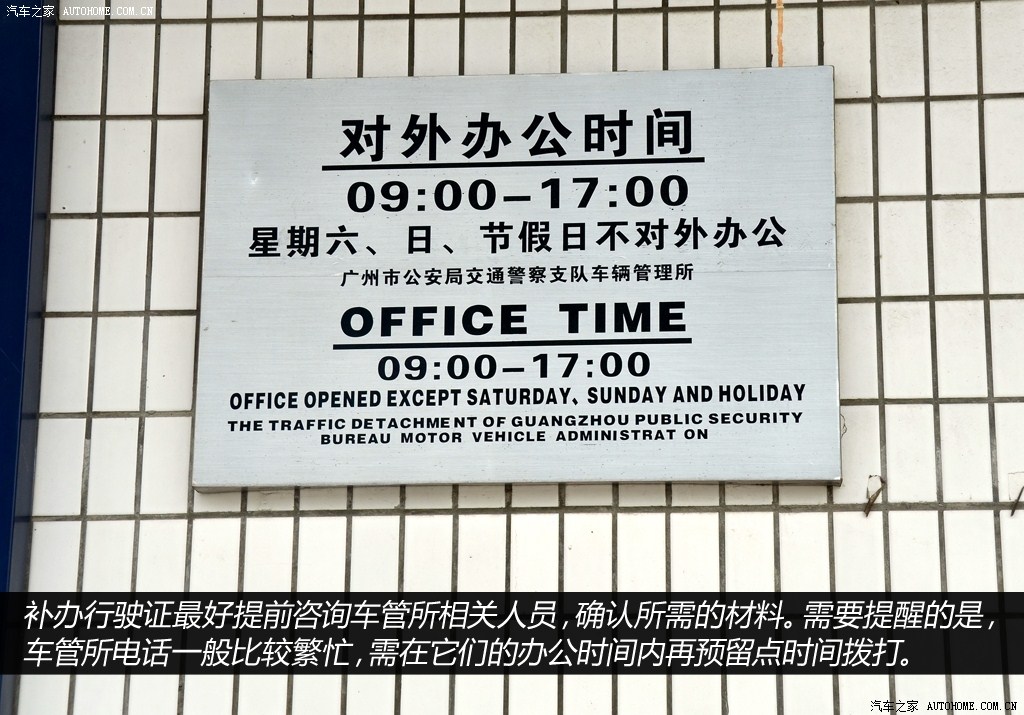 汽车之家 AUTOHOME.COM.CN
对外办公时间
09:00-17:00
星期六、日、节假日不对外办公
广州市公安局交通警察支队车辆管理所
OFFICE TIME
09:00-17:00
OFFICE OPENED EXCEPT SATURDAY、SUNDAY AND HOLIDAY
THE TRAFFIC DETACHMENT OF GUANGZHOU PUBLIC SECURITY
BUREAU MOTOR VEHICLE ADMINISTRAT ON
补办行驶证最好提前咨询车管所相关人员,确认所需的材料。需要提醒的是,
车管所电话一般比较繁忙,需在它们的办公时间内再预留点时间拨打。
汽车之家 AUTOHOME.COM.CN